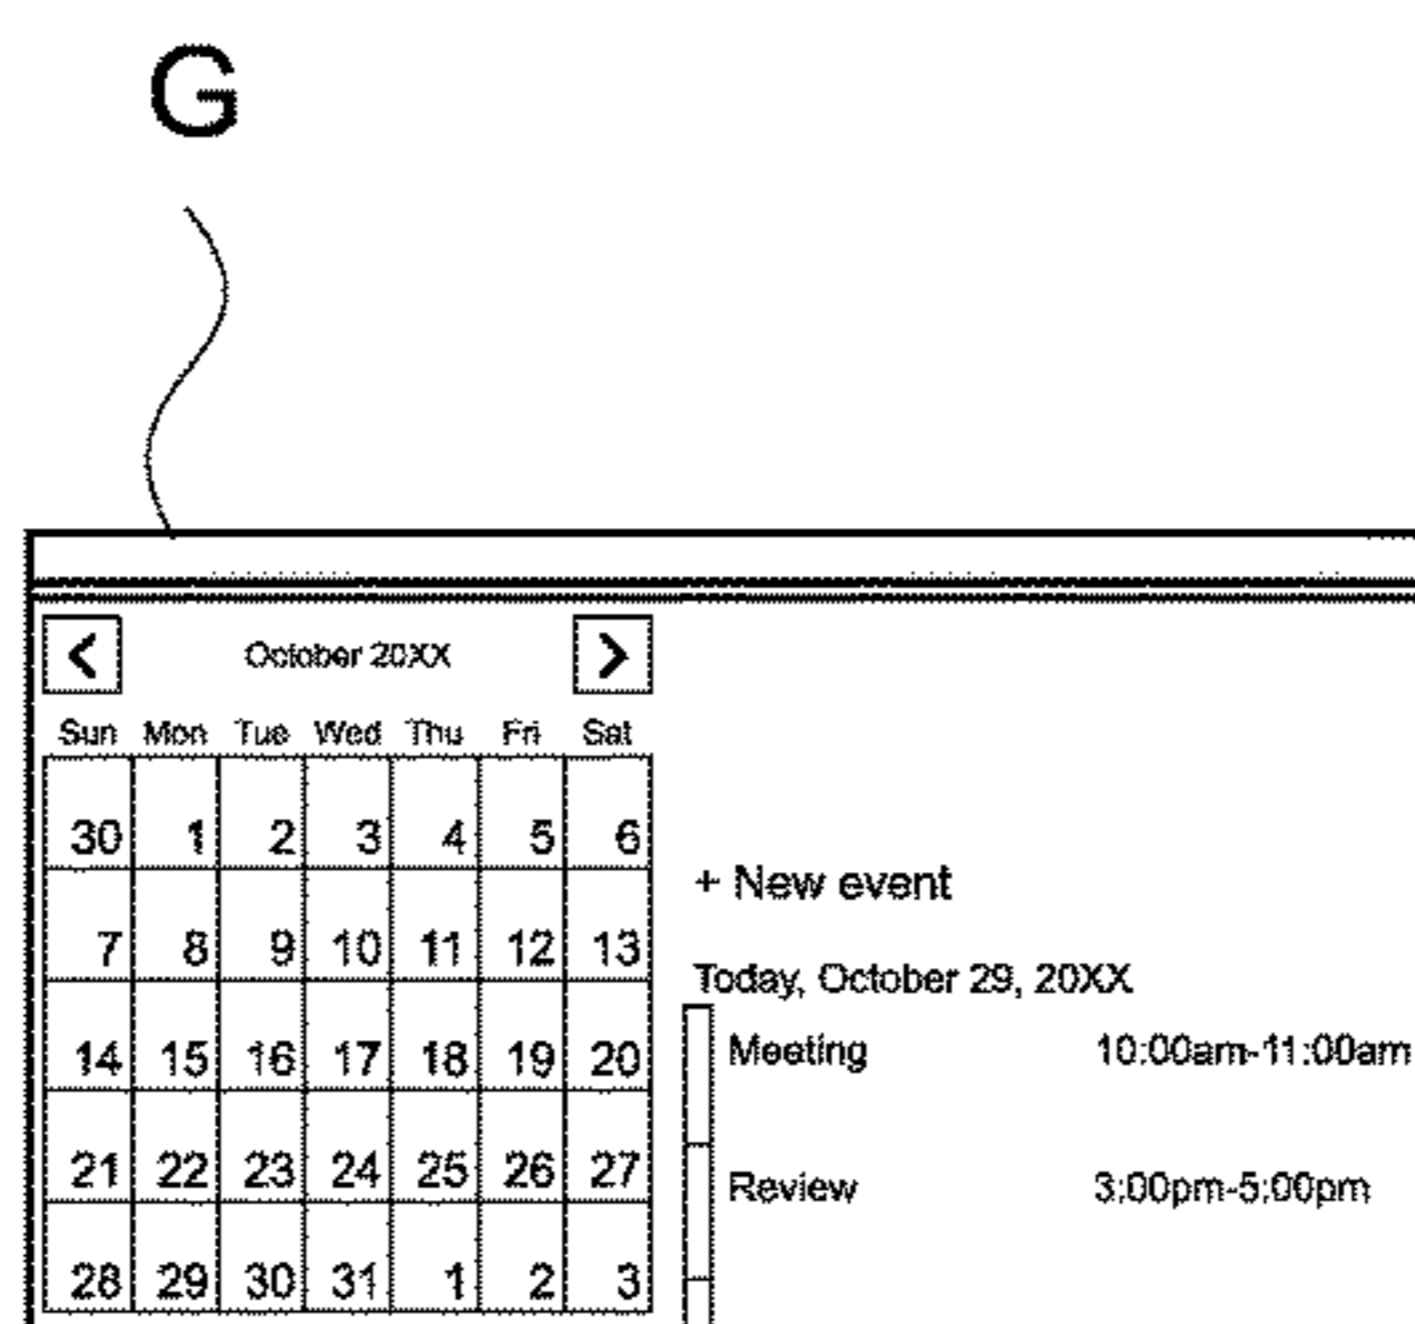 G
< October 20XX >
Sun Mon Tue Wed Thu Fri Sat
30 1 2 3 4 5 6
7 8 9 10 11 12 13
14 15 16 17 18 19 20
21 22 23 24 25 26 27
28 29 30 31 1 2 3
+ New event
Today, October 29, 20XX
Meeting 10:00am-11:00am
Review 3:00pm-5:00pm